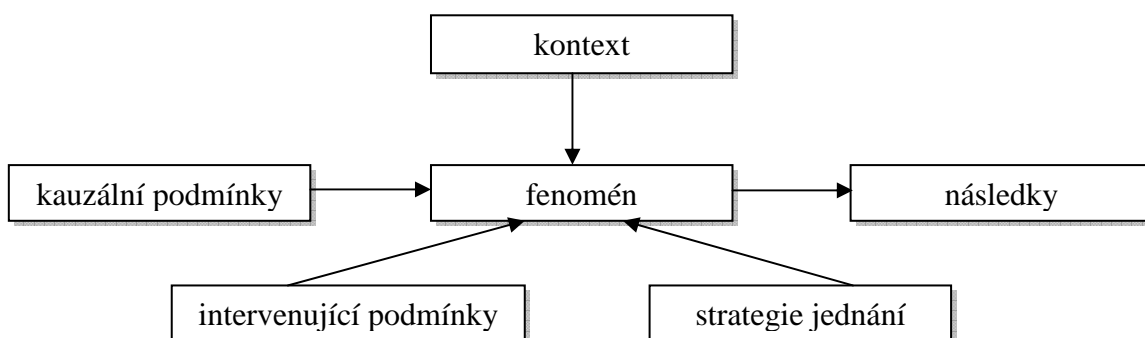 kontext
kauzální podmínky
fenomén
následky
intervenující podmínky
strategie jednání